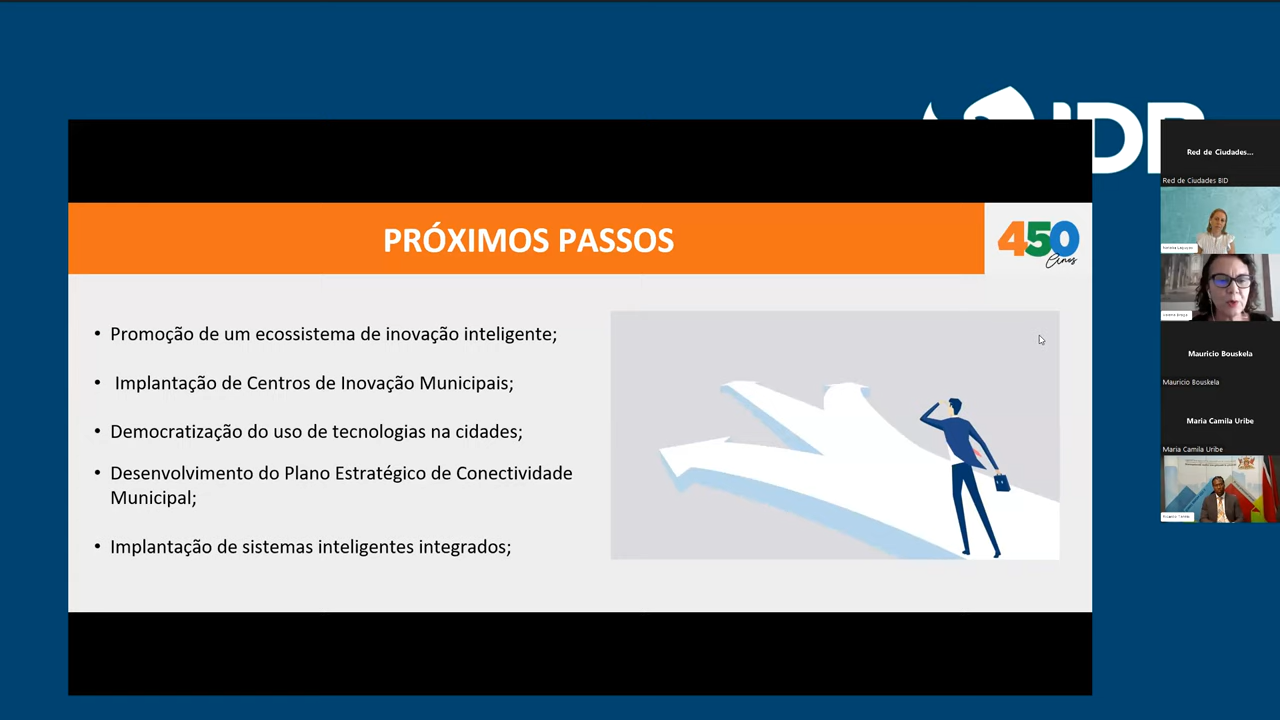 IDB
PRÓXIMOS PASSOS
450
anos
• Promoção de um ecossistema de inovação inteligente;
• Implantação de Centros de Inovação Municipais;
• Democratização do uso de tecnologias na cidades;
• Desenvolvimento do Plano Estratégico de Conectividade
Municipal;
• Implantação de sistemas inteligentes integrados;
Red de Ciudades...
Red de Ciudades BID
Mauricio Bouskela
Mauricio Bouskela
Maria Camila Uribe
Maria Camila Uribe